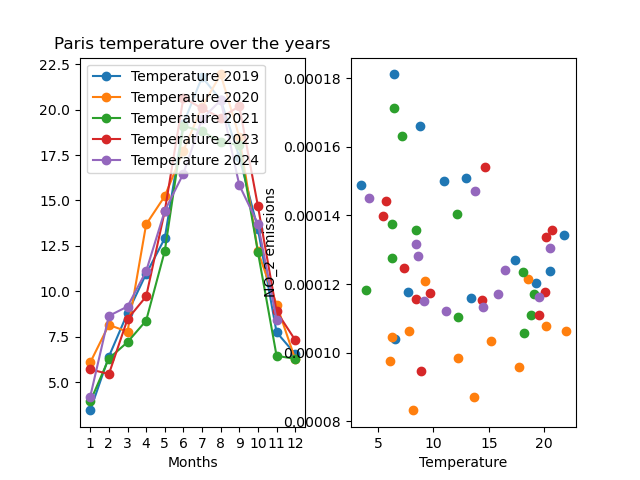 Paris temperature over the years
Temperature 2019
Temperature 2020
Temperature 2021
Temperature 2023
Temperature 2024
22.5
20.0
17.5
15.0
12.5
10.0
7.5
5.0
1 2 3 4 5 6 7 8 9 10 11 12
Months
NO_2 emissions
0.00018
0.00016
0.00014
0.00012
0.00010
0.00008
5 10 15 20
Temperature